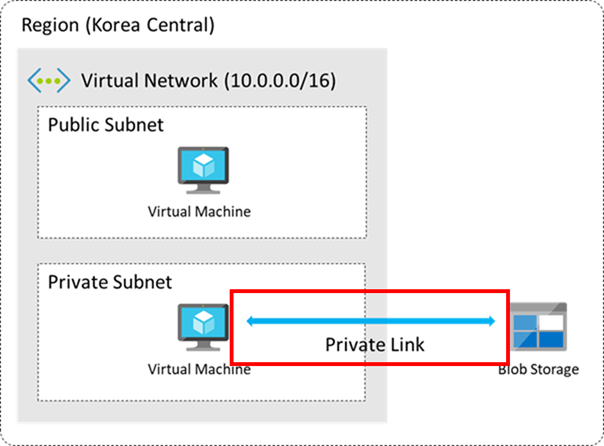 Region (Korea Central)
Virtual Network (10.0.0.0/16)
Public Subnet
Virtual Machine
Private Subnet
Private Link
Virtual Machine
Blob Storage